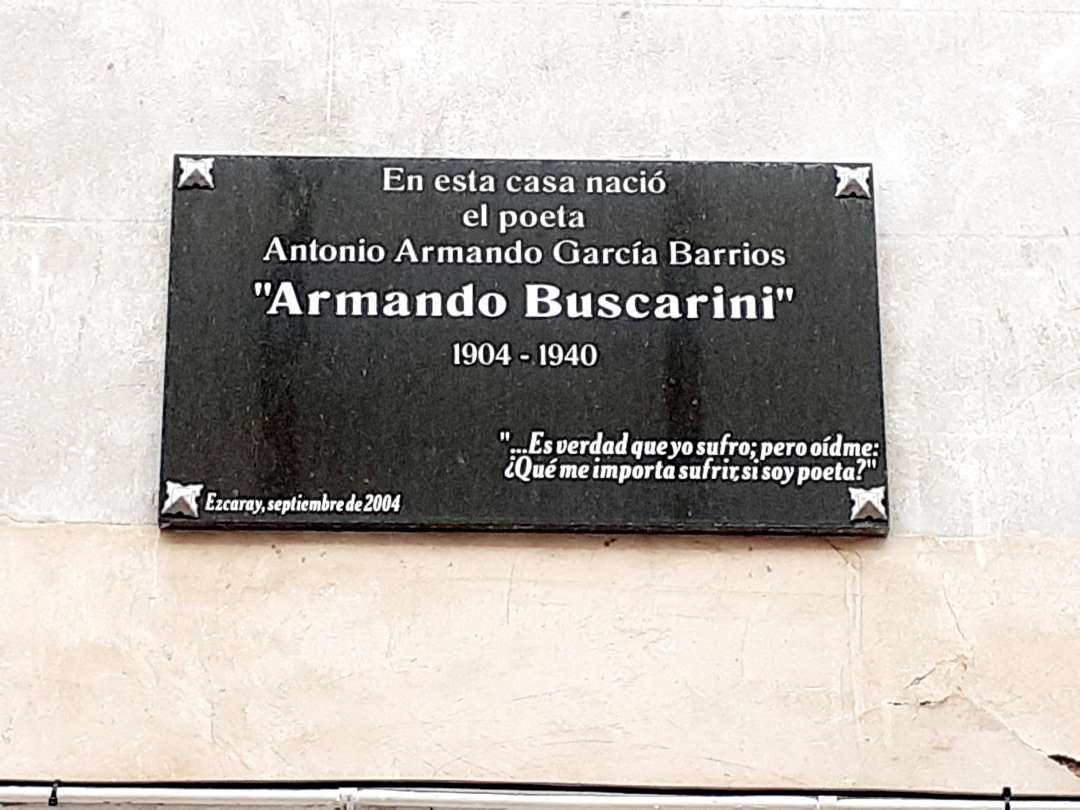 En esta casa nació
el poeta
Antonio Armando García Barrios
"Armando Buscarini"
1904 - 1940
"...Es verdad que yo sufro; pero oídme:
¿Qué me importa sufrir, si soy poeta?"
Ezcaray, septiembre de 2004